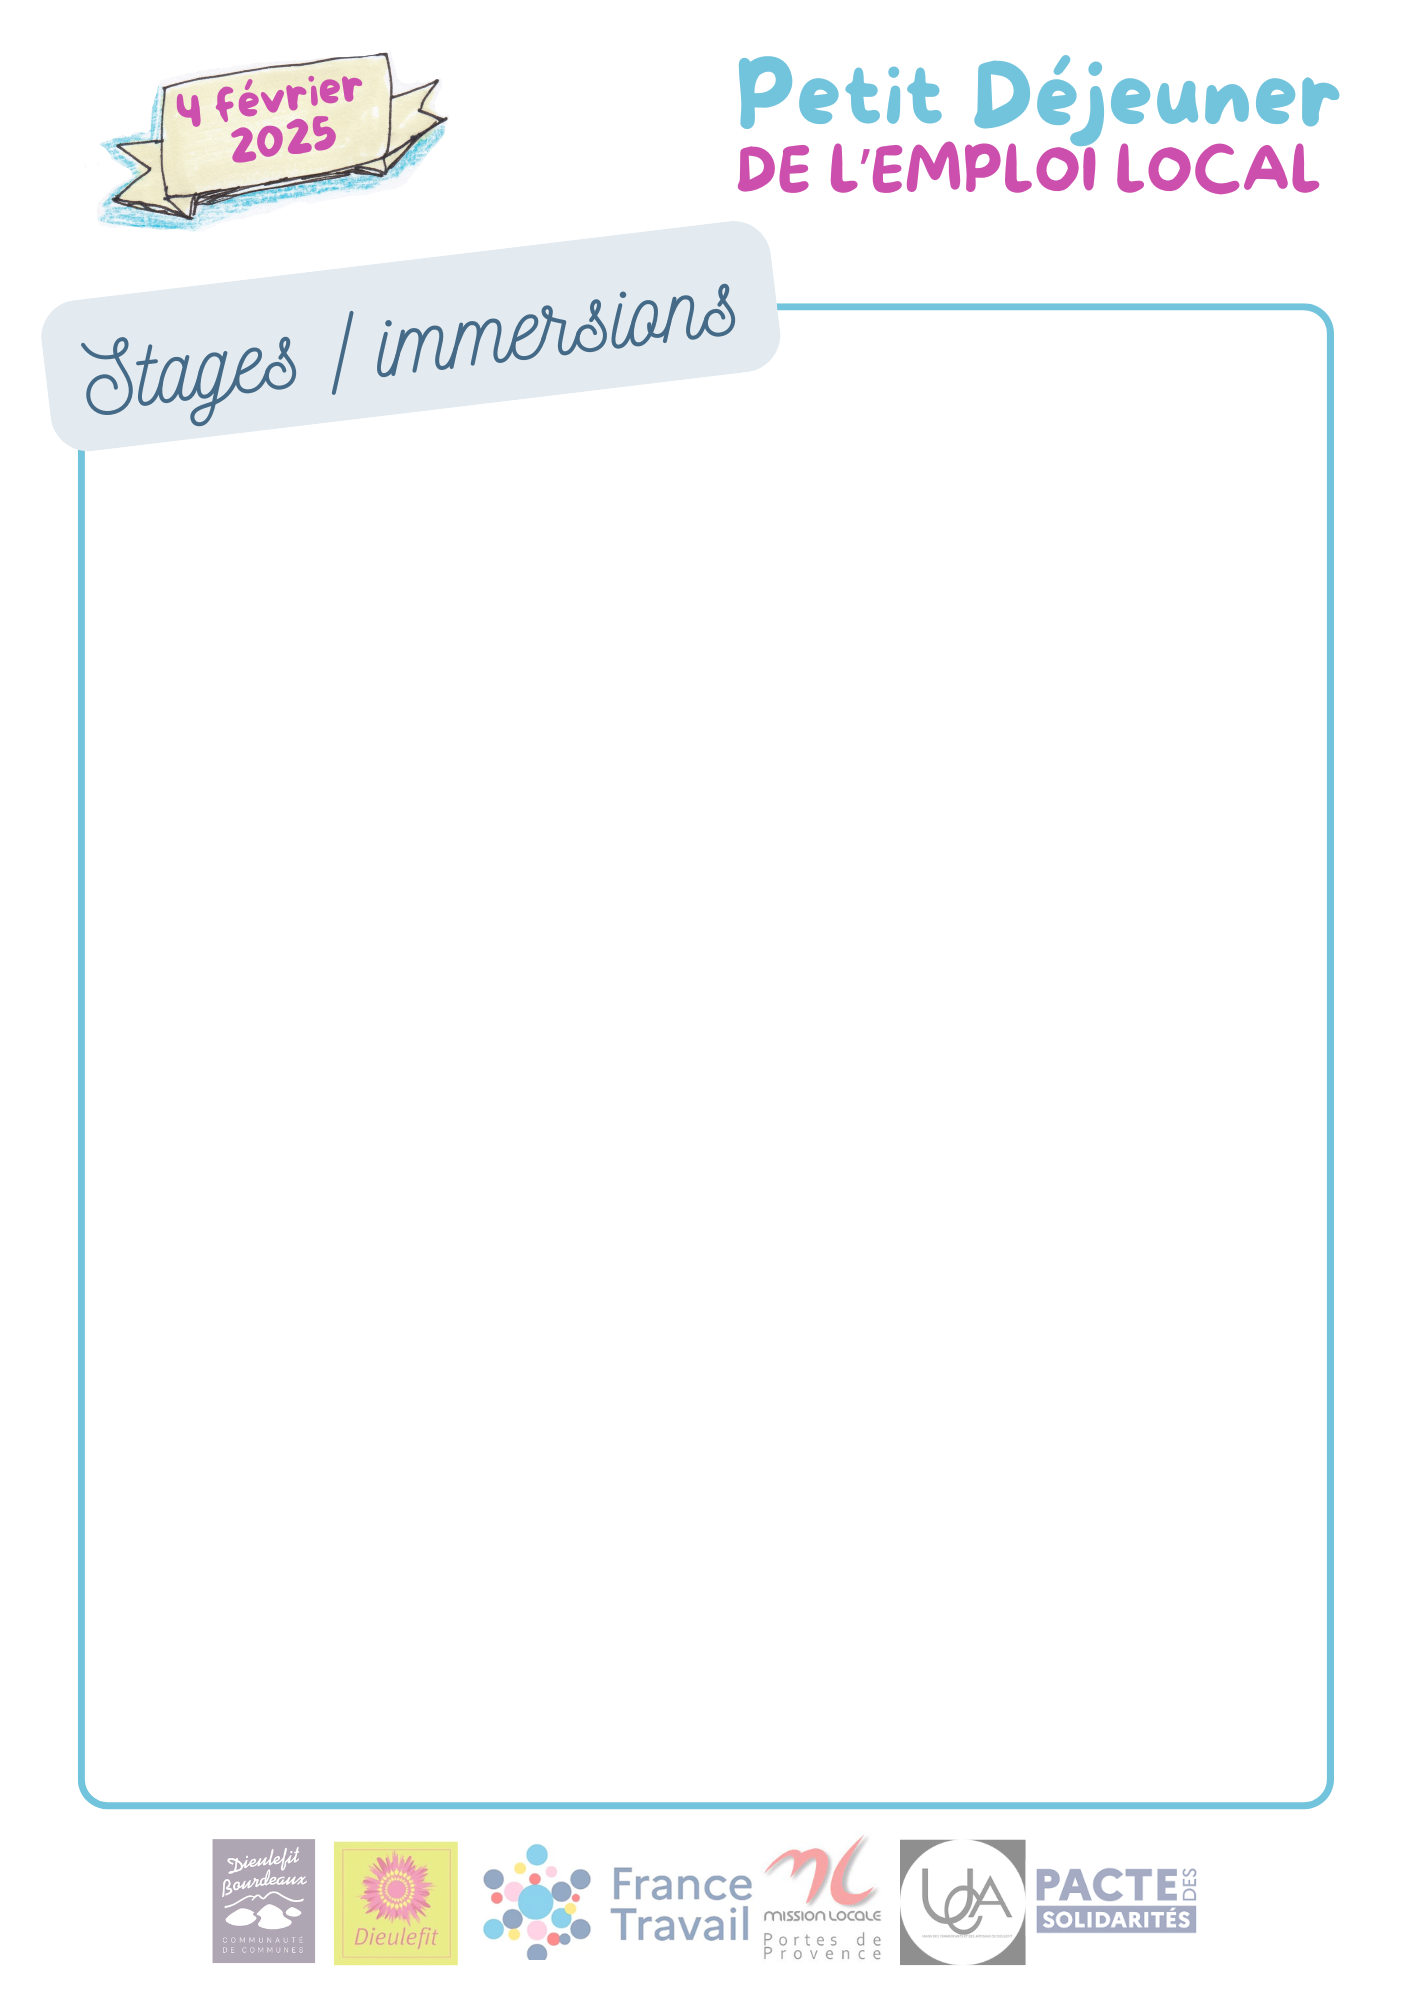 4 février
2025
Petit Déjeuner
DE L'EMPLOI LOCAL
Stages / immersions
Dieulefit
Bourdeaux
COMMUNAUTÉ
DE COMMUNES
Dieulefit
France
Travail
MISSION LOCALE
Portes de
Provence
UCA
PACTE DES
SOLIDARITÉS